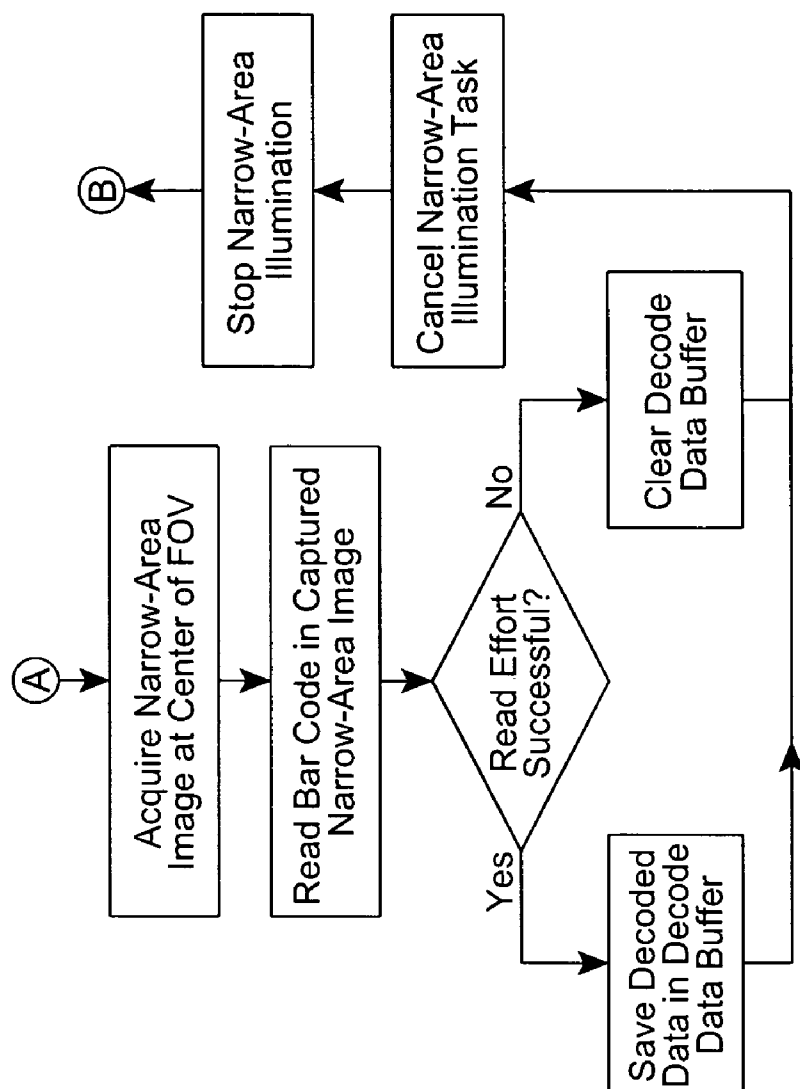 A
Acquire Narrow-Area
Image at Center of FOV
Read Bar Code in Captured
Narrow-Area Image
Read Effort
Successful?
Yes
No
Save Decoded
Data in Decode
Data Buffer
Clear Decode
Data Buffer
Cancel Narrow-Area
Illumination Task
Stop Narrow-Area
Illumination
B